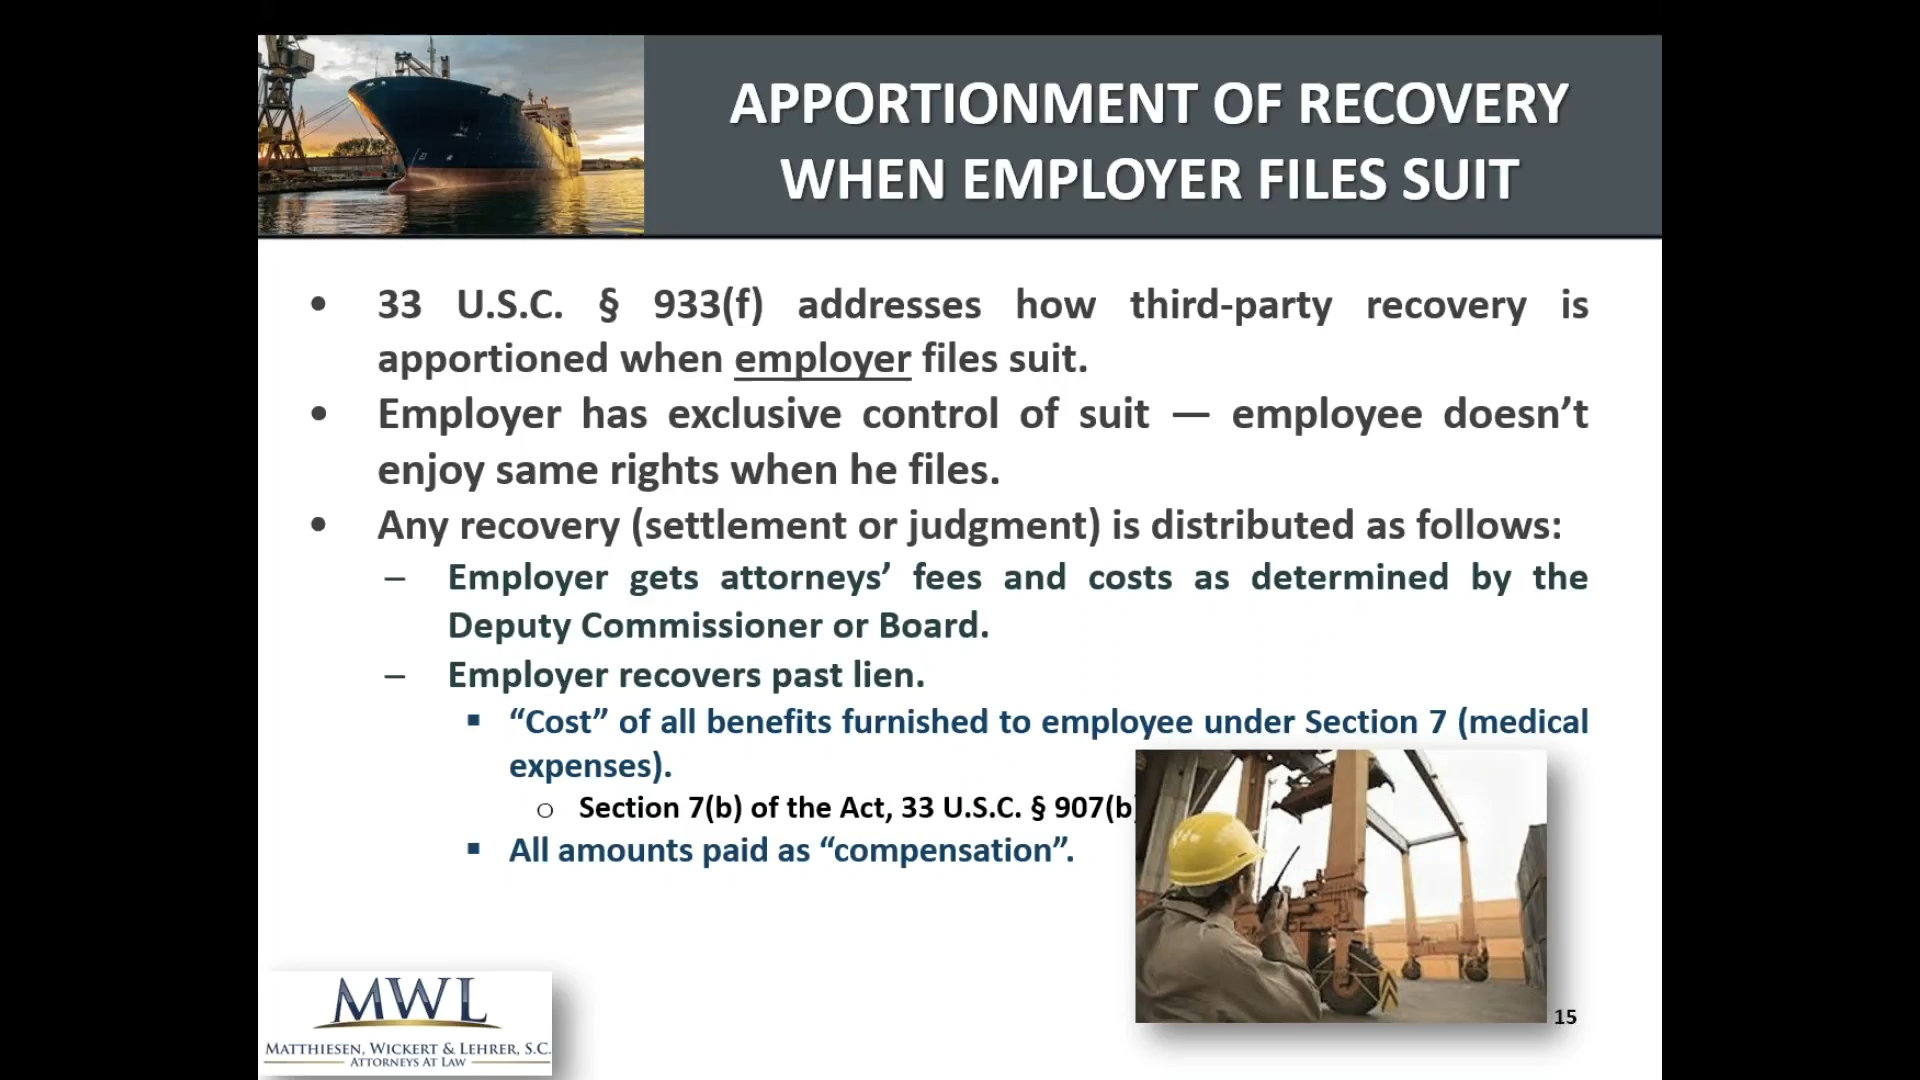 APPORTIONMENT OF RECOVERY
WHEN EMPLOYER FILES SUIT
• 33 U.S.C. § 933(f) addresses how third-party recovery is
apportioned when employer files suit.
• Employer has exclusive control of suit — employee doesn’t
enjoy same rights when he files.
• Any recovery (settlement or judgment) is distributed as follows:
– Employer gets attorneys’ fees and costs as determined by the
Deputy Commissioner or Board.
– Employer recovers past lien.
▪ “Cost” of all benefits furnished to employee under Section 7 (medical
expenses).
o Section 7(b) of the Act, 33 U.S.C. § 907(b)
▪ All amounts paid as “compensation”.
MWL
MATTHIESEN, WICKERT & LEHRER, S.C.
ATTORNEYS AT LAW
15